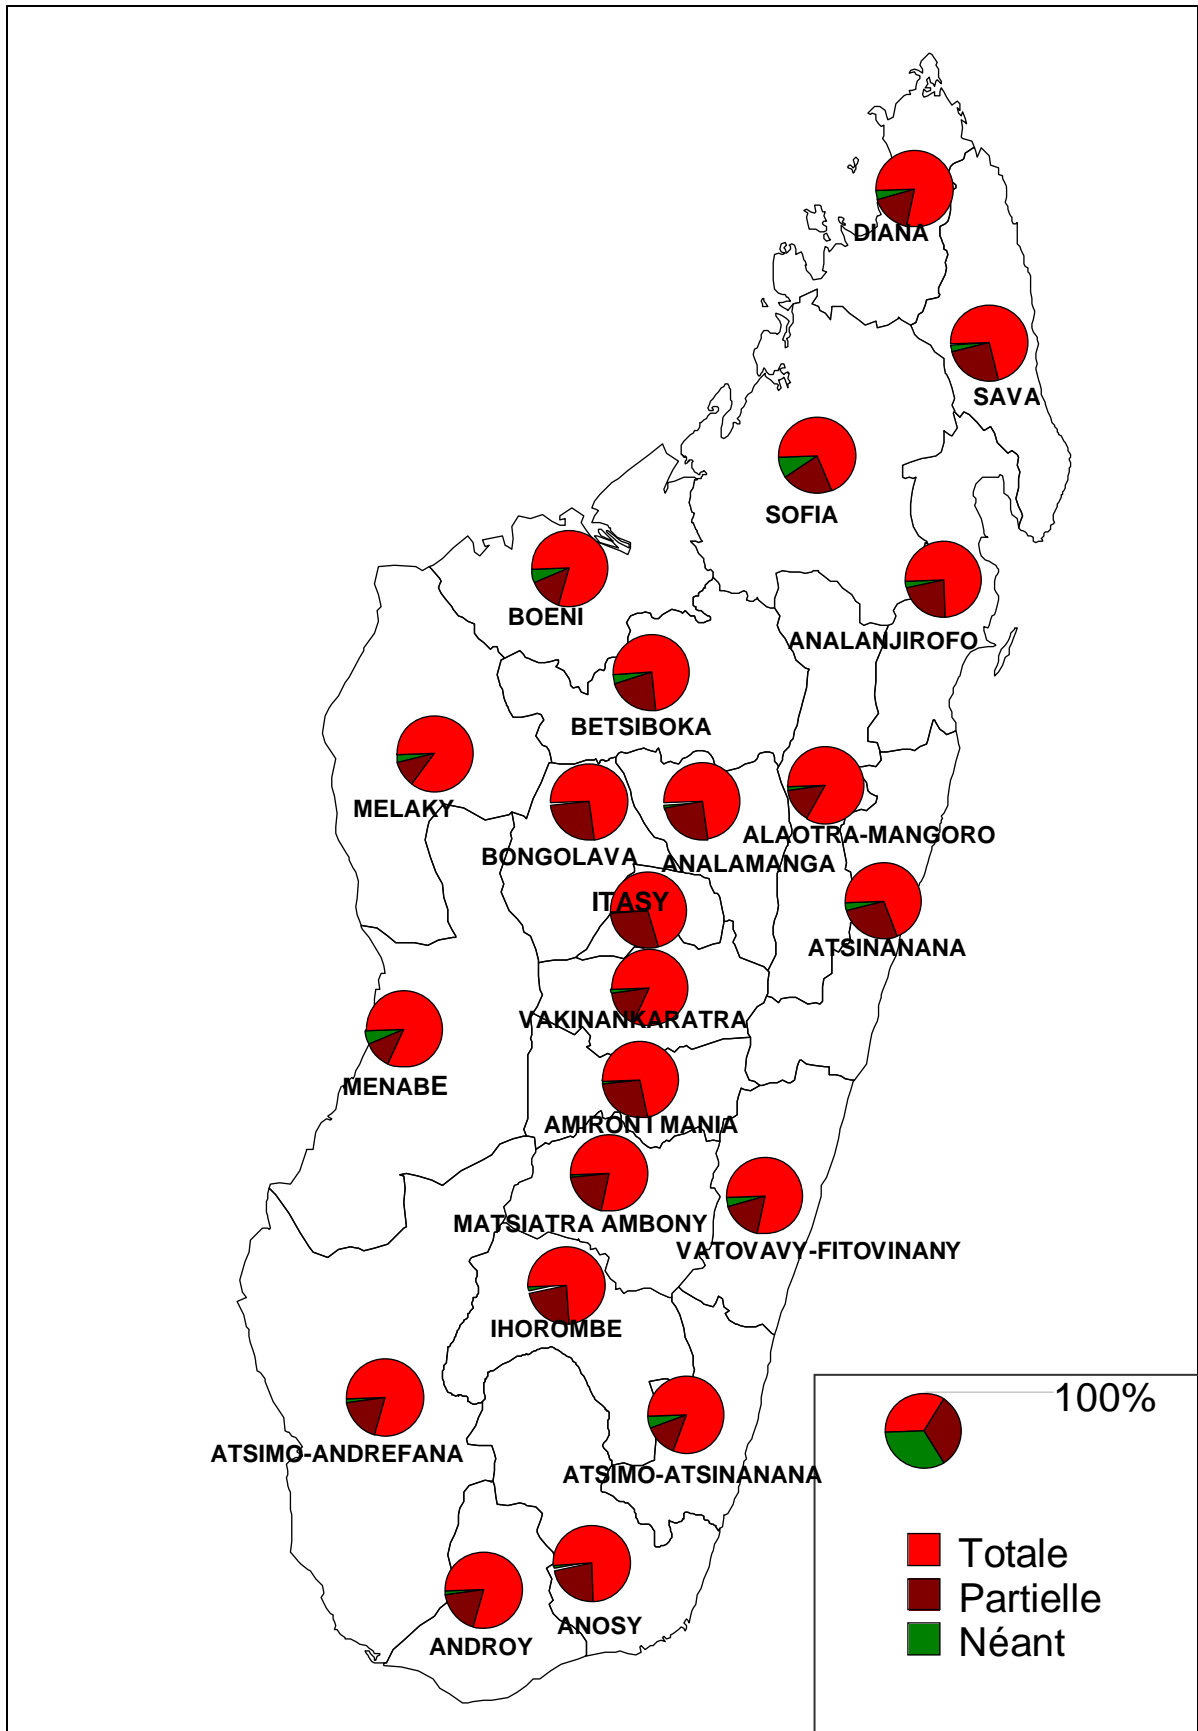 DIANA
SAVA
SOFIA
BOENI
ANALANJIROFO
BETSIBOKA
MELAKY
ALAOTRA-MANGORO
BONGOLAVA
ANALAMANGA
ITASY
ATSINANANA
VAKINANKARATRA
MENABE
AMIRON I MANIA
MATSIATRA AMBONY
VATOVAVY-FITOVINANY
IHOROMBE
100%
ATSIMO-ANDREFANA
ATSIMO-ATSINANANA
Totale
Partielle
Néant
ANOSY
ANDROY